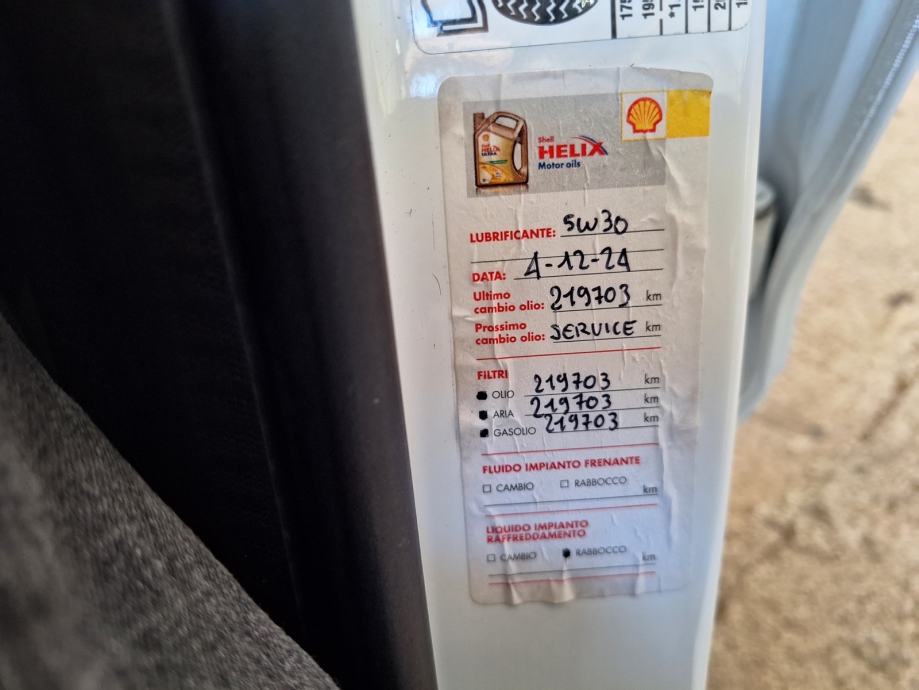 Shell
HELIX
Motor oils
LUBRIFICANTE: 5W30
DATA: 4-12-24
Ultimo
cambio olio: 219703 km
Prossimo
cambio olio: SERVICE km
FILTRI
OLIO 219703 km
ARIA 219703 km
GASOLIO 219703 km
FLUIDO IMPIANTO FRENANTE
CAMBIO RABBOCCO
km
LIQUIDO IMPIANTO
RAFFREDDAMENTO
CAMBIO RABBOCCO km